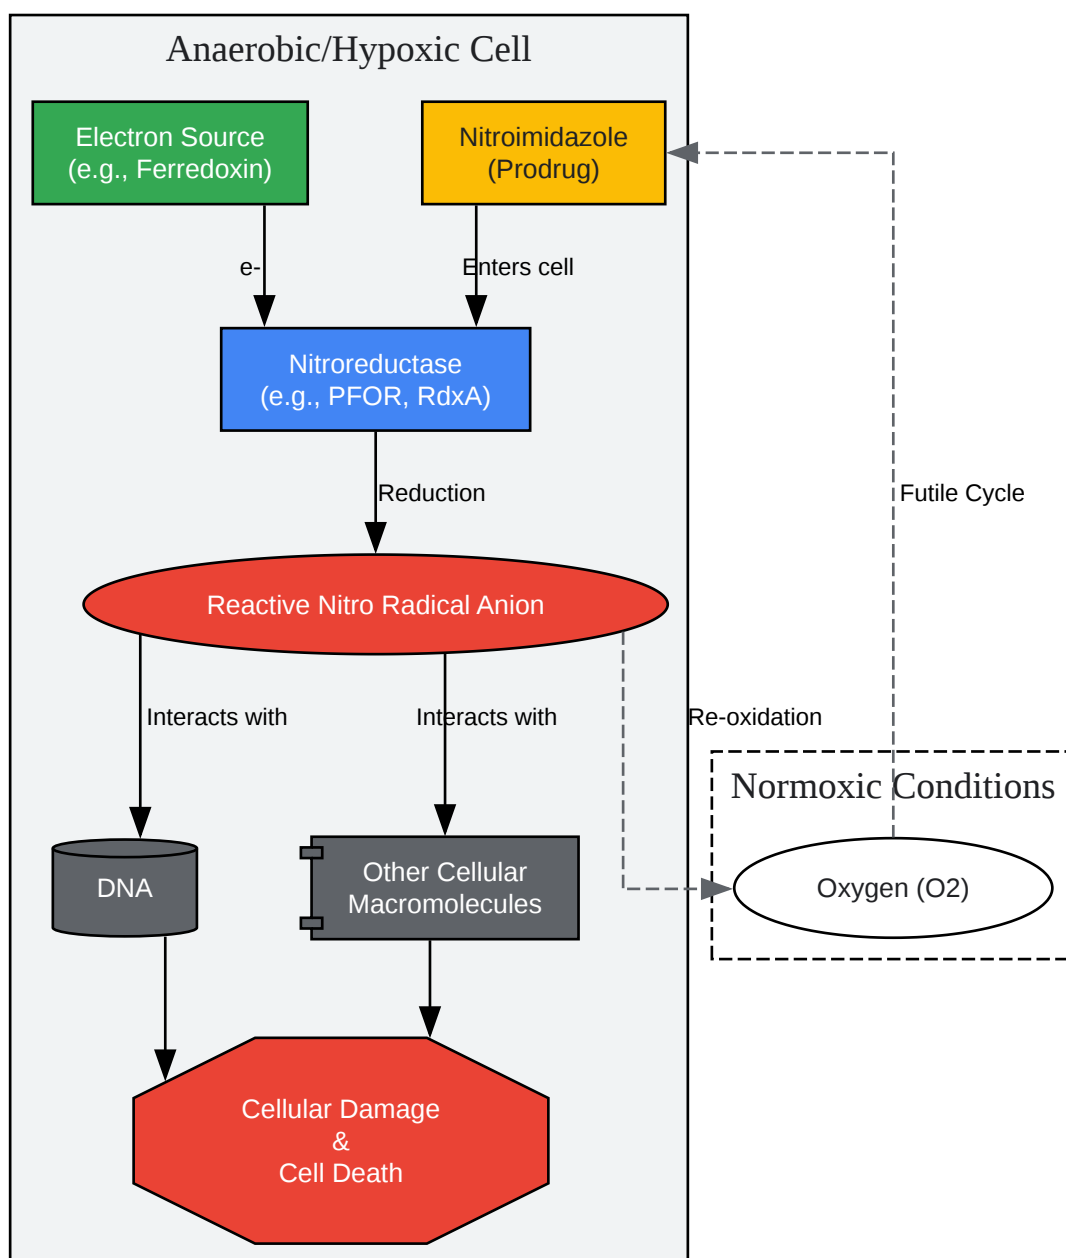 Anaerobic/Hypoxic Cell
Electron Source
(e.g., Ferredoxin)
Nitroimidazole
(Prodrug)
e-
Enters cell
Nitroreductase
(e.g., PFOR, RdxA)
Reduction
Futile Cycle
Reactive Nitro Radical Anion
Interacts with
Interacts with
Re-oxidation
Normoxic Conditions
DNA
Other Cellular
Macromolecules
Oxygen (O2)
Cellular Damage
&
Cell Death